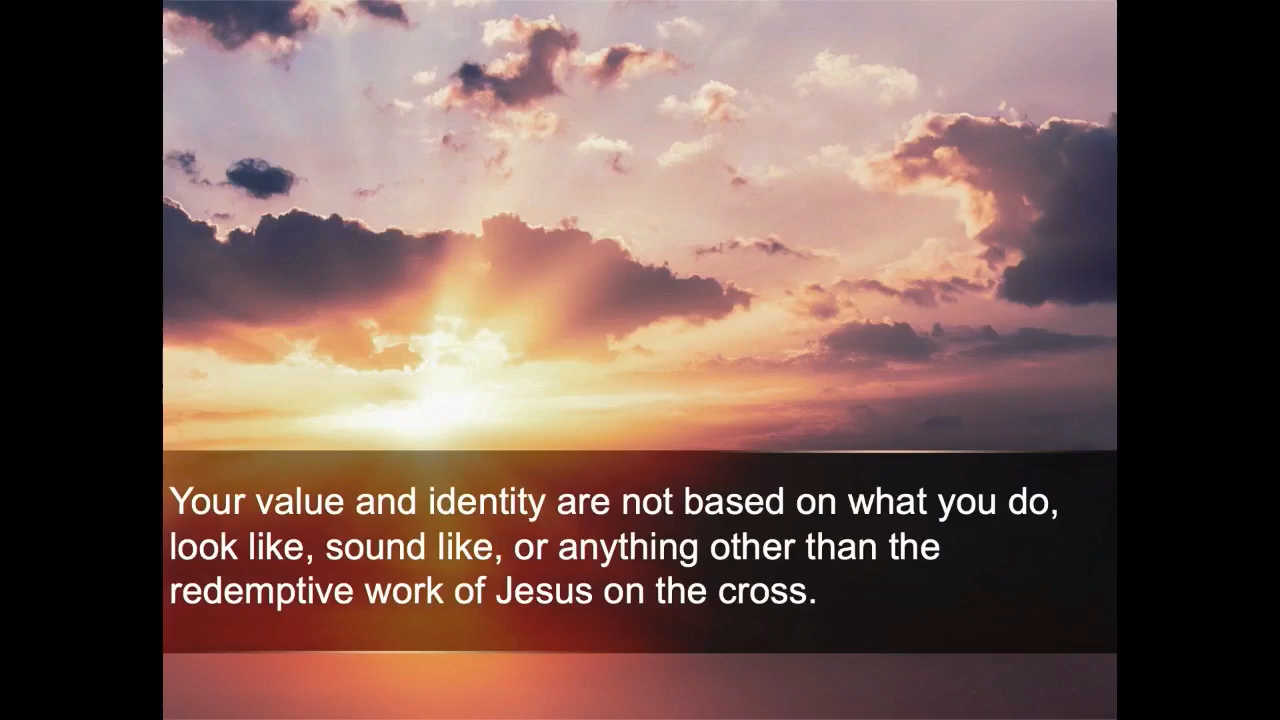 Your value and identity are not based on what you do,
look like, sound like, or anything other than the
redemptive work of Jesus on the cross.